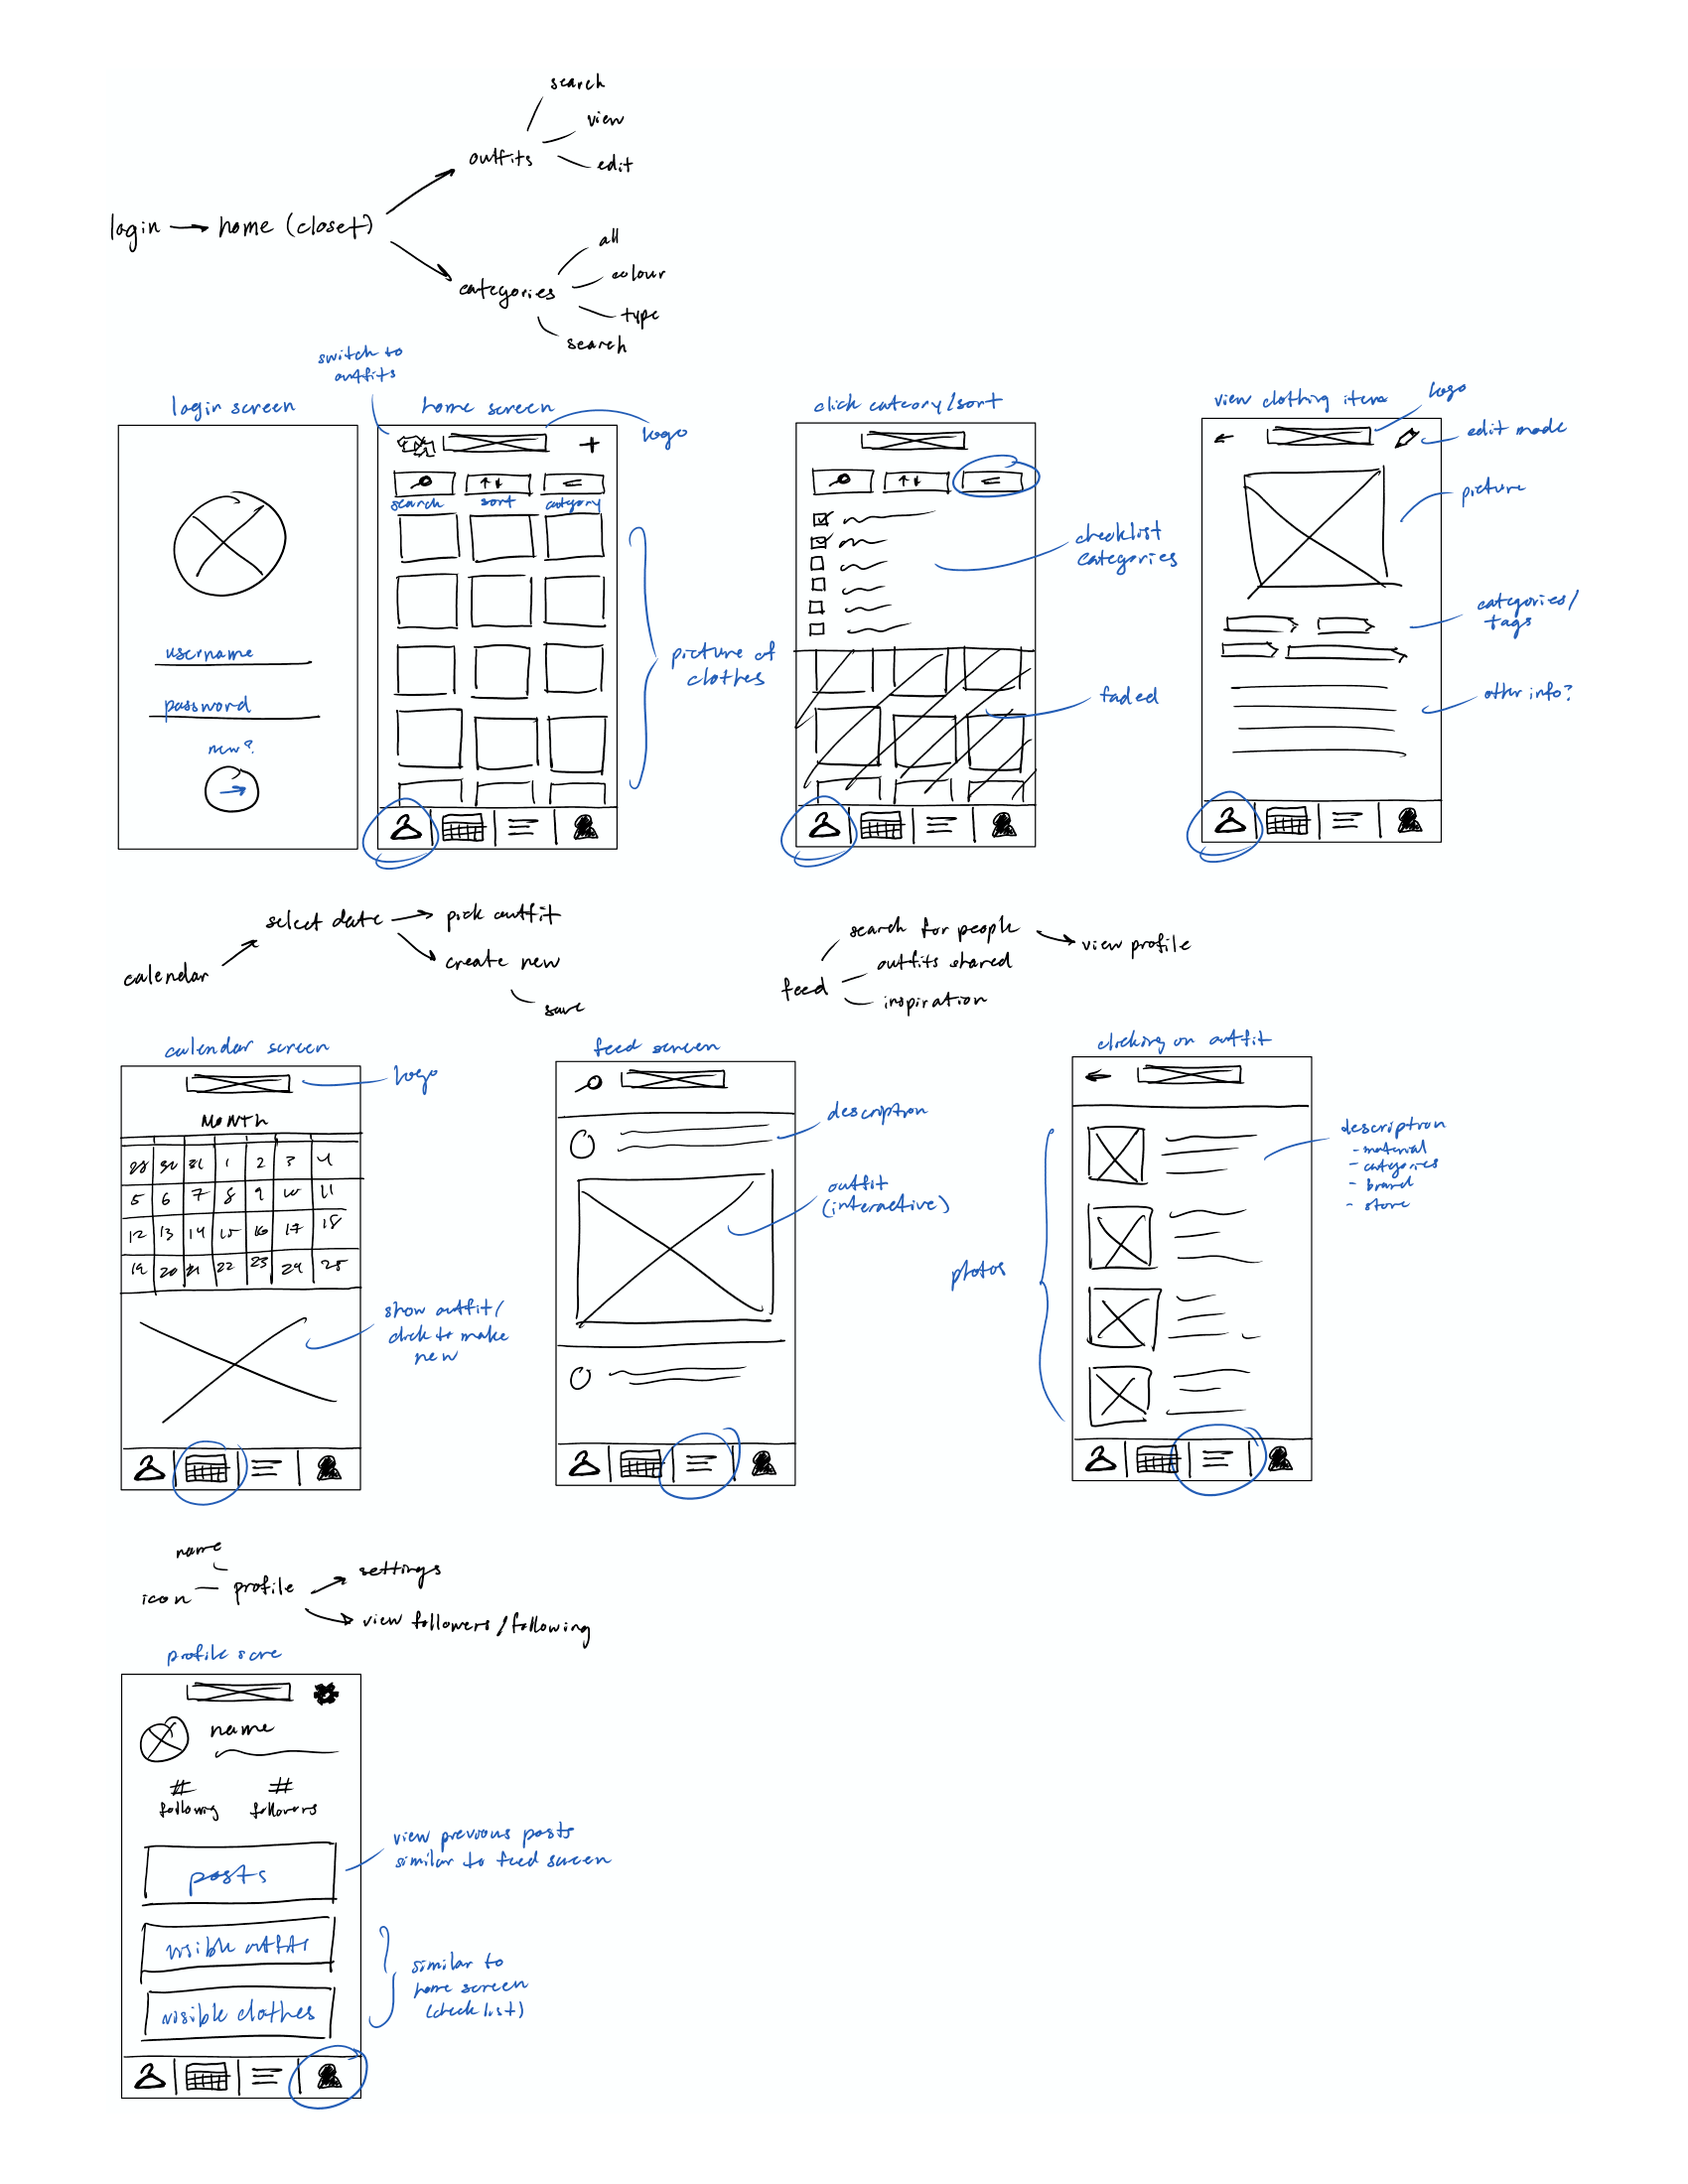 search
view
outfits
edit
login → home (closet)
all
colour
categories
type
search
switch to
outfits
login screen
home screen
logo
click category/sort
view clothing item
logo
edit mode
search
sort
category
picture
checklist
categories
categories/
tags
username
picture of
clothes
faded
other info?
password
new?
select date → pick outfit
calendar
create new
save
search for people
view profile
outfits shared
feed
inspiration
calendar screen
logo
feed screen
clicking on outfit
MONTH
1 2 3 4
5 6 7 8 9 10 11
12 13 14 15 16 17 18
19 20 21 22 23 24 25
description
outfit
(interactive)
description
- material
- categories
- brand
- store
photos
show outfit/
click to make
new
name
icon
profile
settings
view followers/following
profile scre
name
# #
following followers
posts
view previous posts
similar to feed screen
visible outfits
visible clothes
similar to
home screen
(checklist)